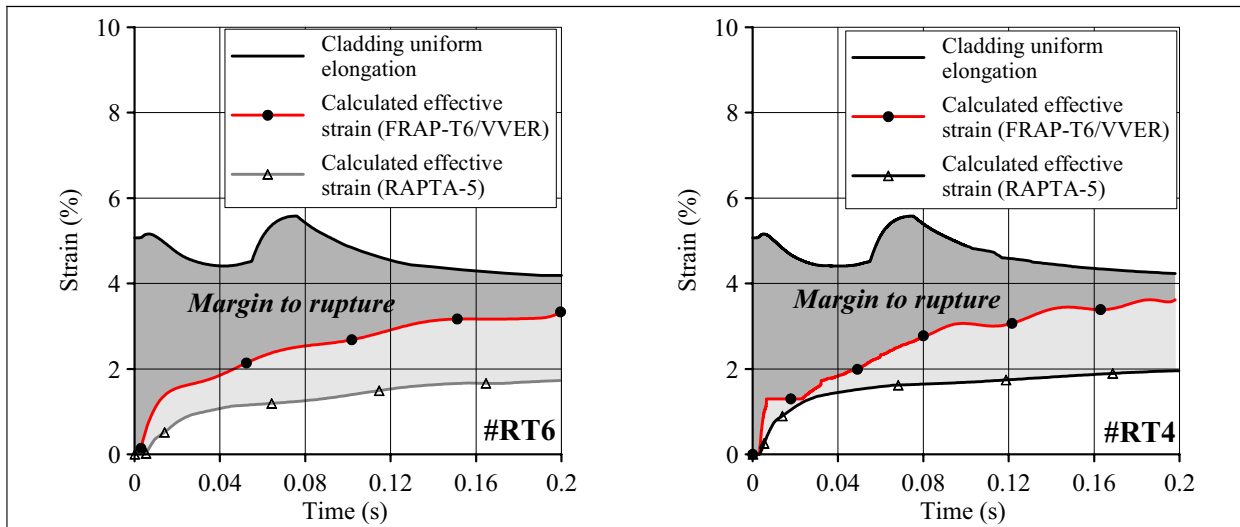 10
8
6
4
2
0
Strain (%)
Cladding uniform
elongation
Calculated effective
strain (FRAP-T6/VVER)
Calculated effective
strain (RAPTA-5)
Margin to rupture
#RT6
0 0.04 0.08 0.12 0.16 0.2
Time (s)
10
8
6
4
2
0
Strain (%)
Cladding uniform
elongation
Calculated effective
strain (FRAP-T6/VVER)
Calculated effective
strain (RAPTA-5)
Margin to rupture
#RT4
0 0.04 0.08 0.12 0.16 0.2
Time (s)